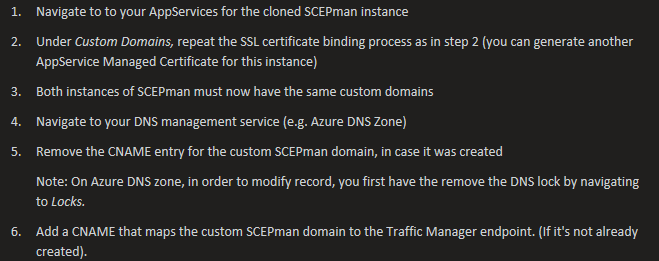 1. Navigate to to your AppServices for the cloned SCEPman instance
2. Under Custom Domains, repeat the SSL certificate binding process as in step 2 (you can generate another
AppService Managed Certificate for this instance)
3. Both instances of SCEPman must now have the same custom domains
4. Navigate to your DNS management service (e.g. Azure DNS Zone)
5. Remove the CNAME entry for the custom SCEPman domain, in case it was created
Note: On Azure DNS zone, in order to modify record, you first have the remove the DNS lock by navigating
to Locks.
6. Add a CNAME that maps the custom SCEPman domain to the Traffic Manager endpoint. (If it's not already
created).